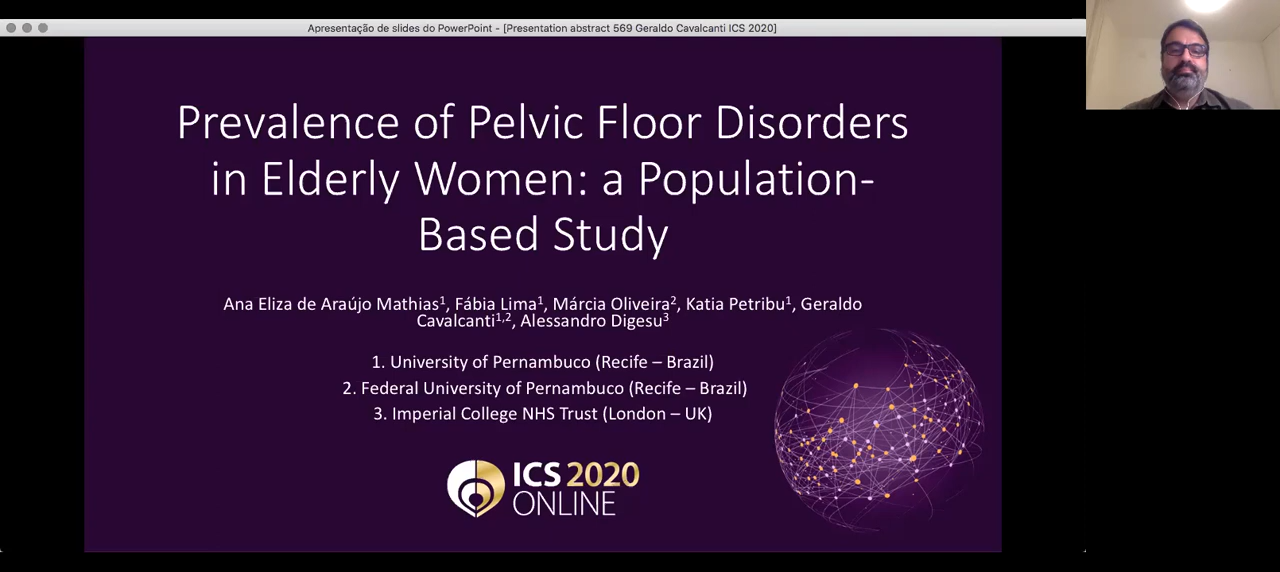 Apresentação de slides do PowerPoint - [Presentation abstract 569 Geraldo Cavalcanti ICS 2020]
Prevalence of Pelvic Floor Disorders
in Elderly Women: a Population-
Based Study
Ana Eliza de Araújo Mathias1, Fábia Lima1, Márcia Oliveira2, Katia Petribu1, Geraldo
Cavalcanti1,2, Alessandro Digesu3
1. University of Pernambuco (Recife – Brazil)
2. Federal University of Pernambuco (Recife – Brazil)
3. Imperial College NHS Trust (London – UK)
ICS 2020
ONLINE